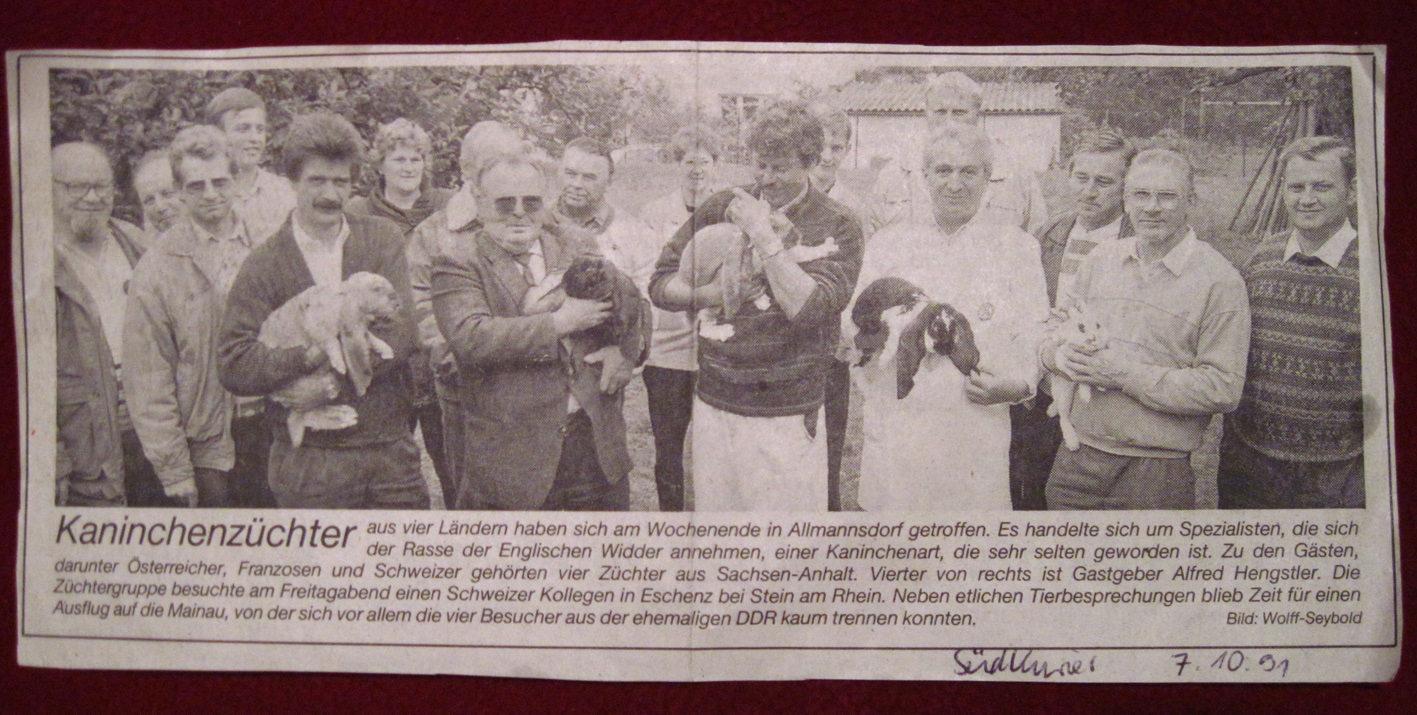 Kaninchenzüchter aus vier Ländern haben sich am Wochenende in Allmannsdorf getroffen. Es handelte sich um Spezialisten, die sich
der Rasse der Englischen Widder annehmen, einer Kaninchenart, die sehr selten geworden ist. Zu den Gästen,
darunter Österreicher, Franzosen und Schweizer gehörten vier Züchter aus Sachsen-Anhalt. Vierter von rechts ist Gastgeber Alfred Hengstler. Die
Züchtergruppe besuchte am Freitagabend einen Schweizer Kollegen in Eschenz bei Stein am Rhein. Neben etlichen Tierbesprechungen blieb Zeit für einen
Ausflug auf die Mainau, von der sich vor allem die vier Besucher aus der ehemaligen DDR kaum trennen konnten. Bild: Wolff-Seybold
Südkurier 7.10.91